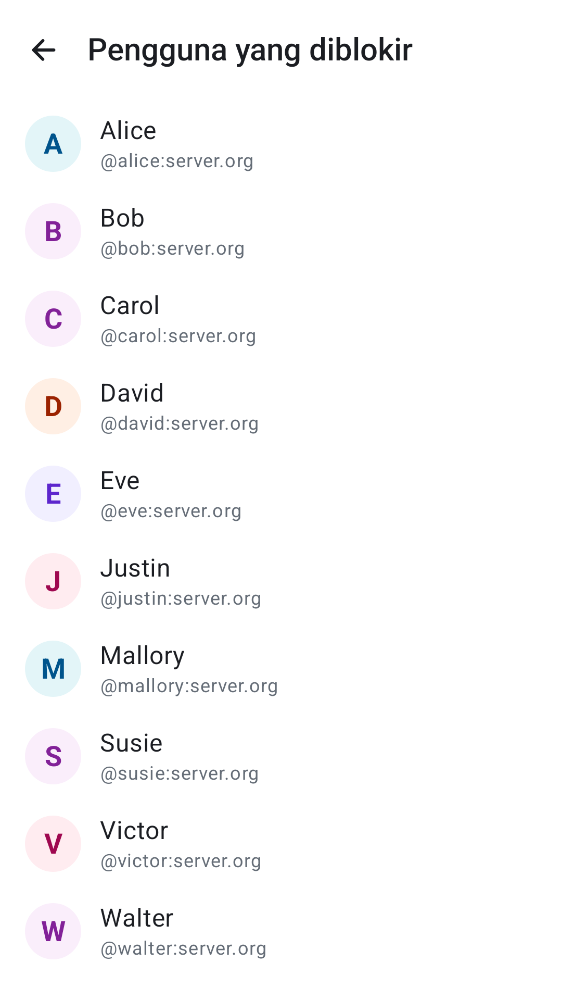 Pengguna yang diblokir
A
Alice
@alice:server.org
B
Bob
@bob:server.org
C
Carol
@carol:server.org
D
David
@david:server.org
E
Eve
@eve:server.org
J
Justin
@justin:server.org
M
Mallory
@mallory:server.org
S
Susie
@susie:server.org
V
Victor
@victor:server.org
W
Walter
@walter:server.org